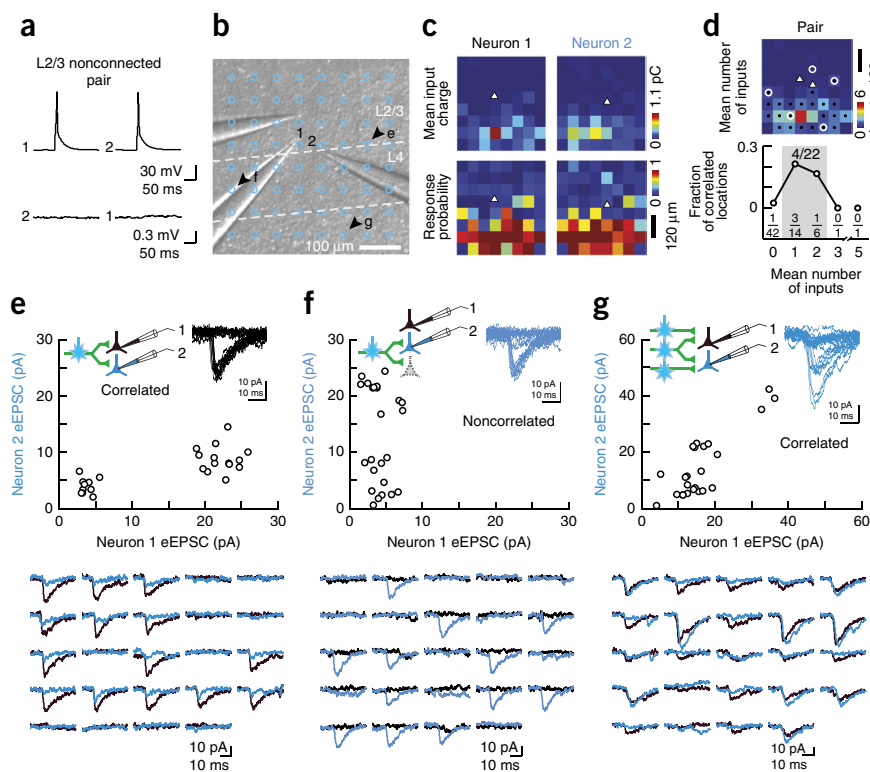 a
L2/3 nonconnected
pair
1
2
30 mV
50 ms
2
1
0.3 mV
50 ms
b
1
2
L2/3
e
L4
f
g
100 µm
c
Neuron 1
Neuron 2
Mean input
charge
0 1.1 pC
Response
probability
0 1
120 µm
d
Pair
Mean number
of inputs
0 6
Fraction
of correlated
locations
0.3
0
4/22
1/42
3/14
1/6
0/1
0/1
0 1 2 3 5
Mean number
of inputs
e
Neuron 2 eEPSC (pA)
30
20
10
0
1
2
Correlated
10 pA
10 ms
0 10 20 30
Neuron 1 eEPSC (pA)
10 pA
10 ms
f
30
20
10
0
1
2
Noncorrelated
10 pA
10 ms
0 10 20 30
Neuron 1 eEPSC (pA)
Neuron 2 eEPSC (pA)
10 pA
10 ms
g
Neuron 2 eEPSC (pA)
60
40
20
0
1
2
Correlated
10 pA
10 ms
0 20 40 60
Neuron 1 eEPSC (pA)
10 pA
10 ms